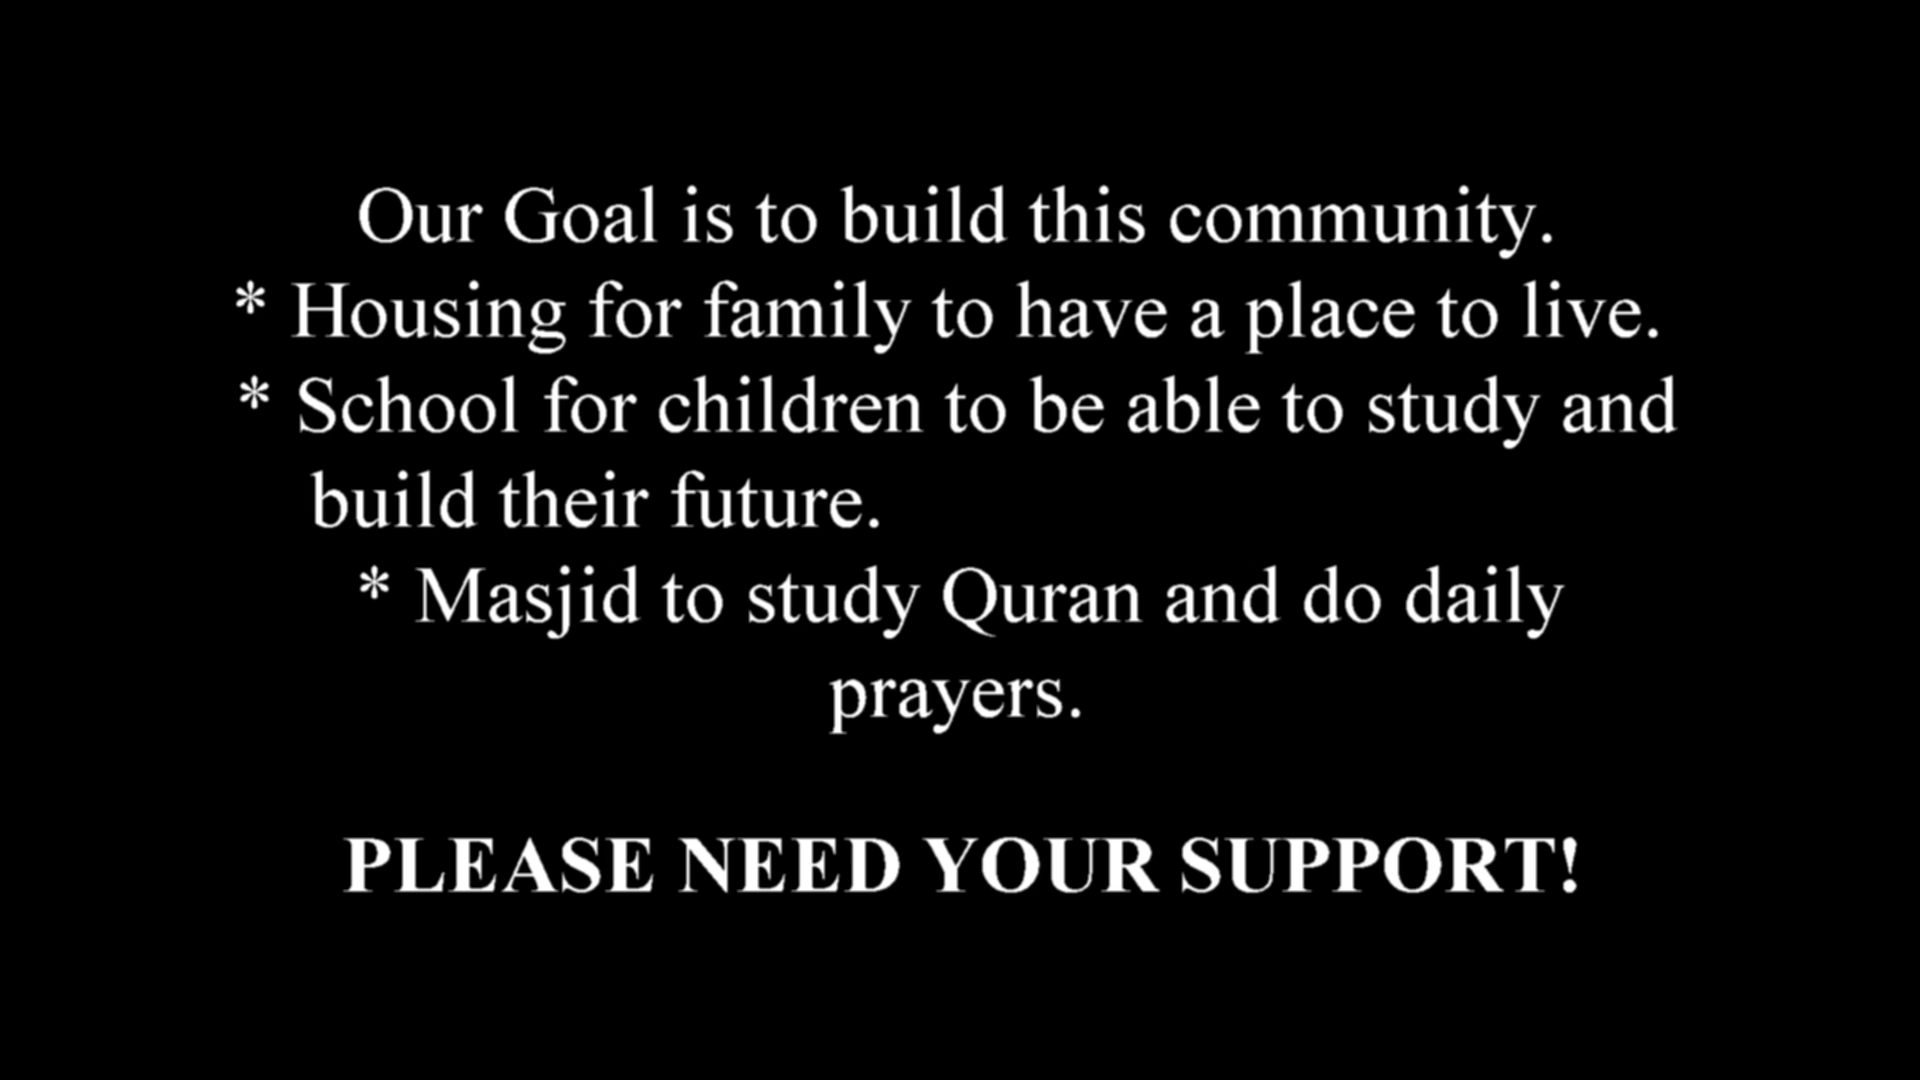 Our Goal is to build this community.
* Housing for family to have a place to live.
* School for children to be able to study and
build their future.
* Masjid to study Quran and do daily
prayers.
PLEASE NEED YOUR SUPPORT!